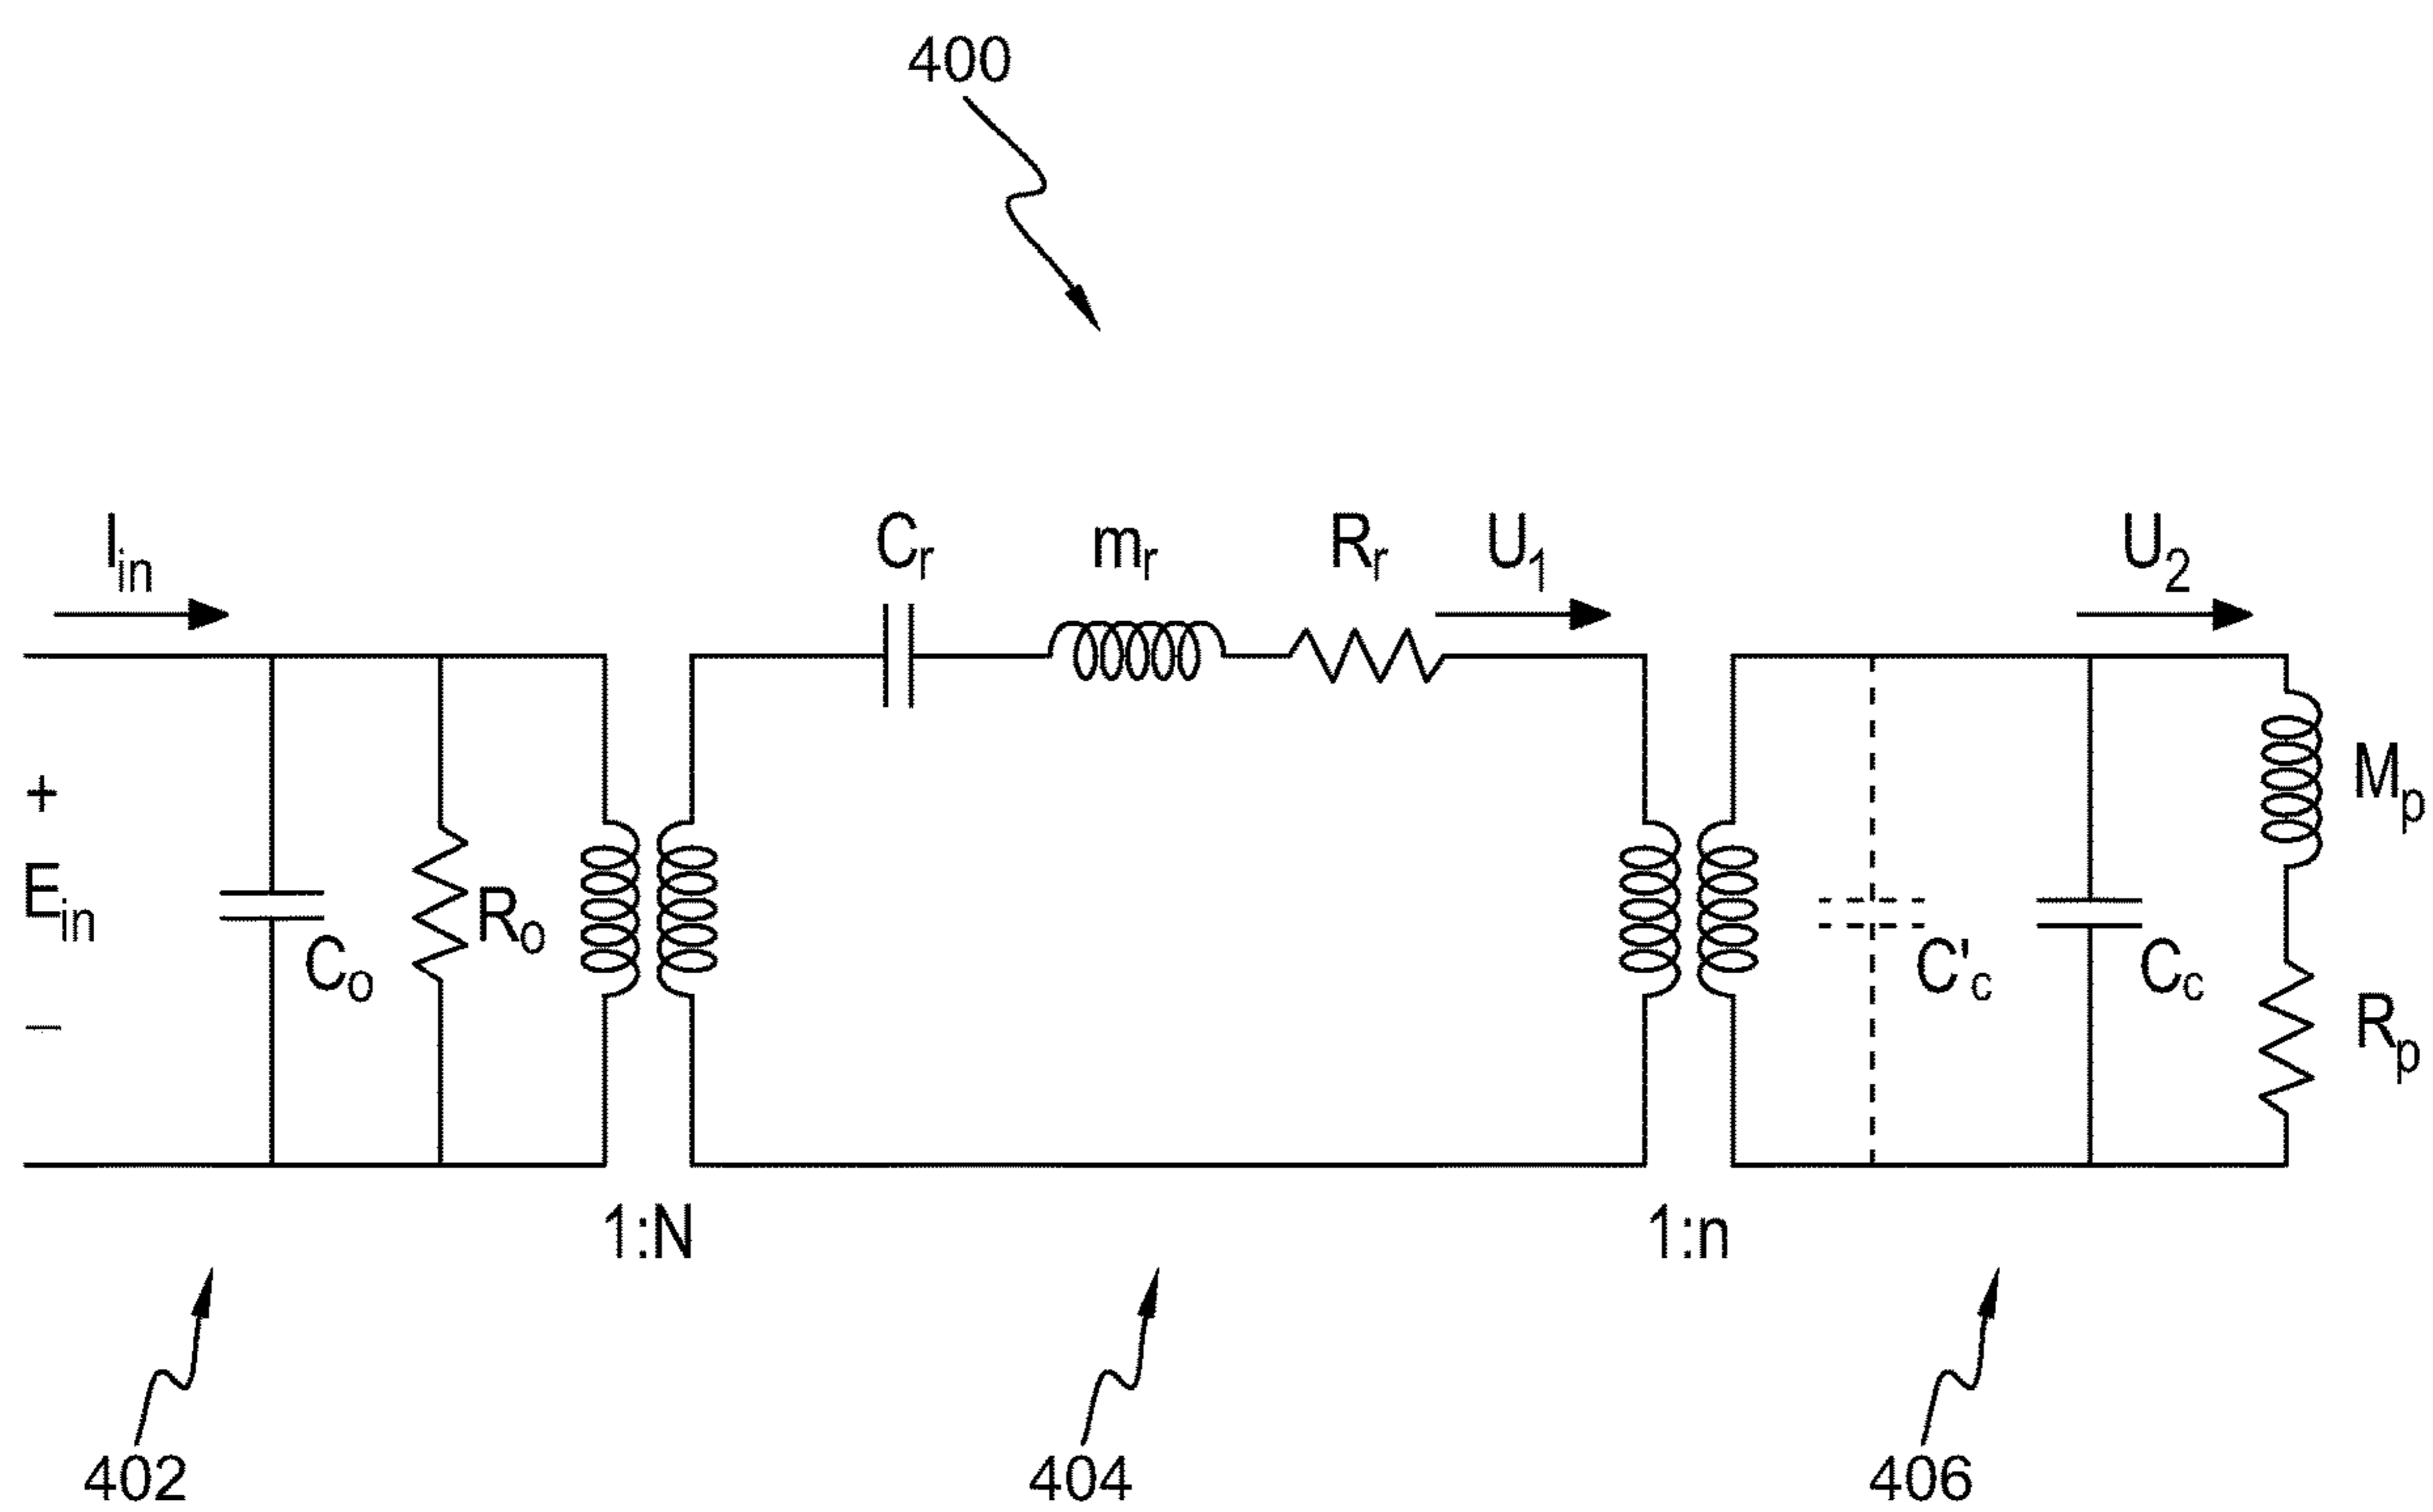 400
I_in
C_r
m_r
R_r
U_1
U_2
+
E_in
−
C_o
R_o
C'_c
C_c
M_p
R_p
1:N
1:n
402
404
406